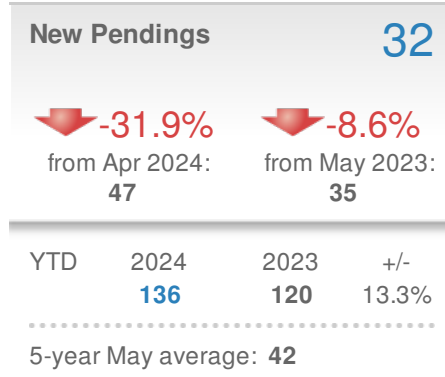 New Pendings 32
-31.9% -8.6%
from Apr 2024: from May 2023:
47 35
YTD 2024 2023 +/-
136 120 13.3%
5-year May average: 42